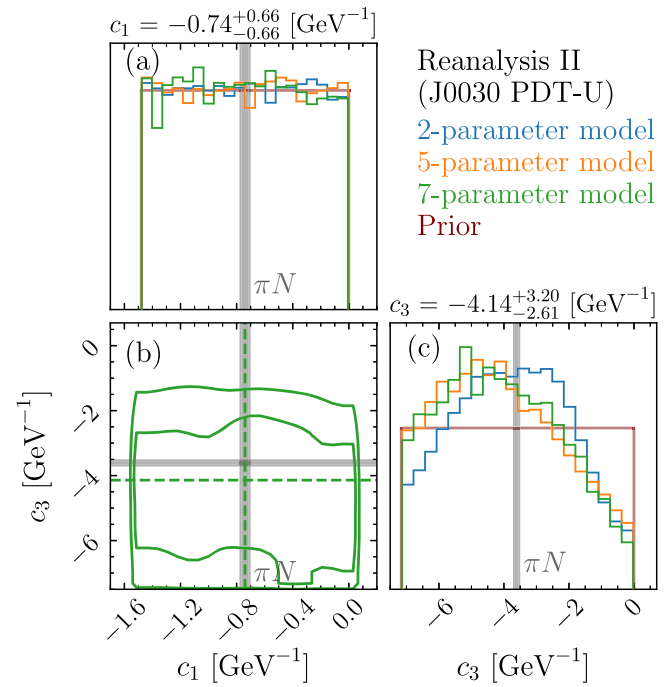 c₁ = −0.74⁺⁰·⁶⁶₋₀.₆₆ [GeV⁻¹]
(a)
πN
Reanalysis II
(J0030 PDT-U)
2-parameter model
5-parameter model
7-parameter model
Prior
(b)
πN
0
−2
−4
−6
c₃ [GeV⁻¹]
−1.6
−1.2
−0.8
−0.4
0.0
c₁ [GeV⁻¹]
c₃ = −4.14⁺³·²⁰₋₂.₆₁ [GeV⁻¹]
(c)
πN
−6
−4
−2
0
c₃ [GeV⁻¹]